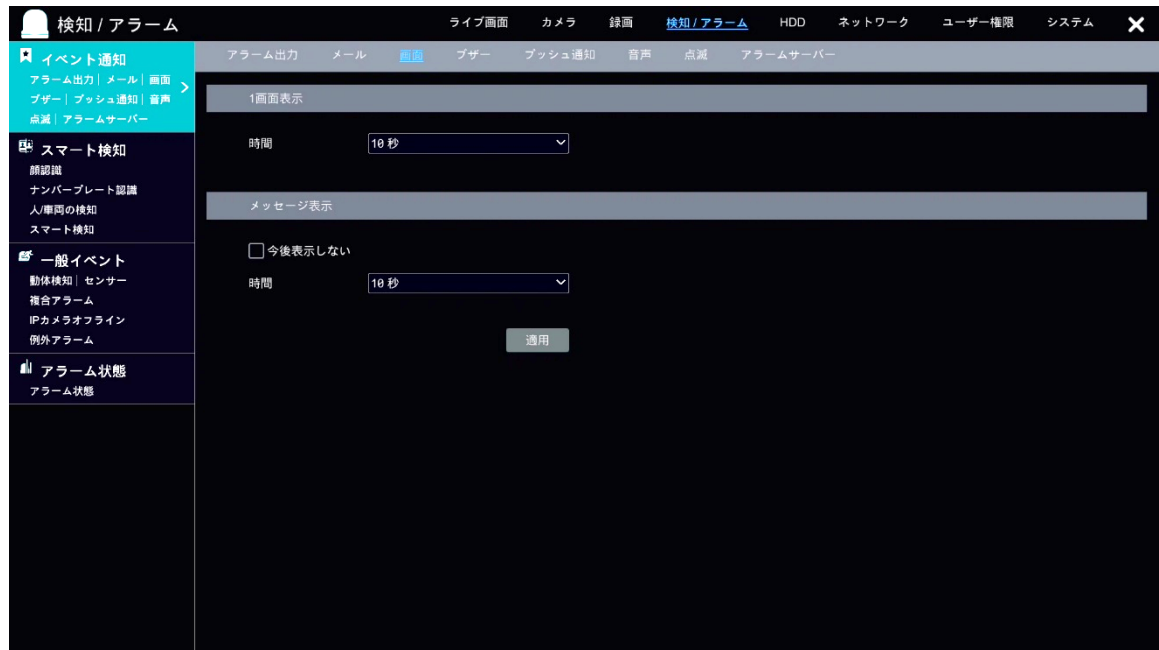 検知 / アラーム
ライブ画面 カメラ 録画 検知 / アラーム HDD ネットワーク ユーザー権限 システム
イベント通知
アラーム出力 | メール | 画面
ブザー | プッシュ通知 | 音声
点滅 | アラームサーバー
スマート検知
顔認識
ナンバープレート認識
人/車両の検知
スマート検知
一般イベント
動体検知 | センサー
複合アラーム
IPカメラオフライン
例外アラーム
アラーム状態
アラーム状態
アラーム出力 メール 画面 ブザー プッシュ通知 音声 点滅 アラームサーバー
1画面表示
時間 10 秒
メッセージ表示
今後表示しない
時間 10 秒
適用